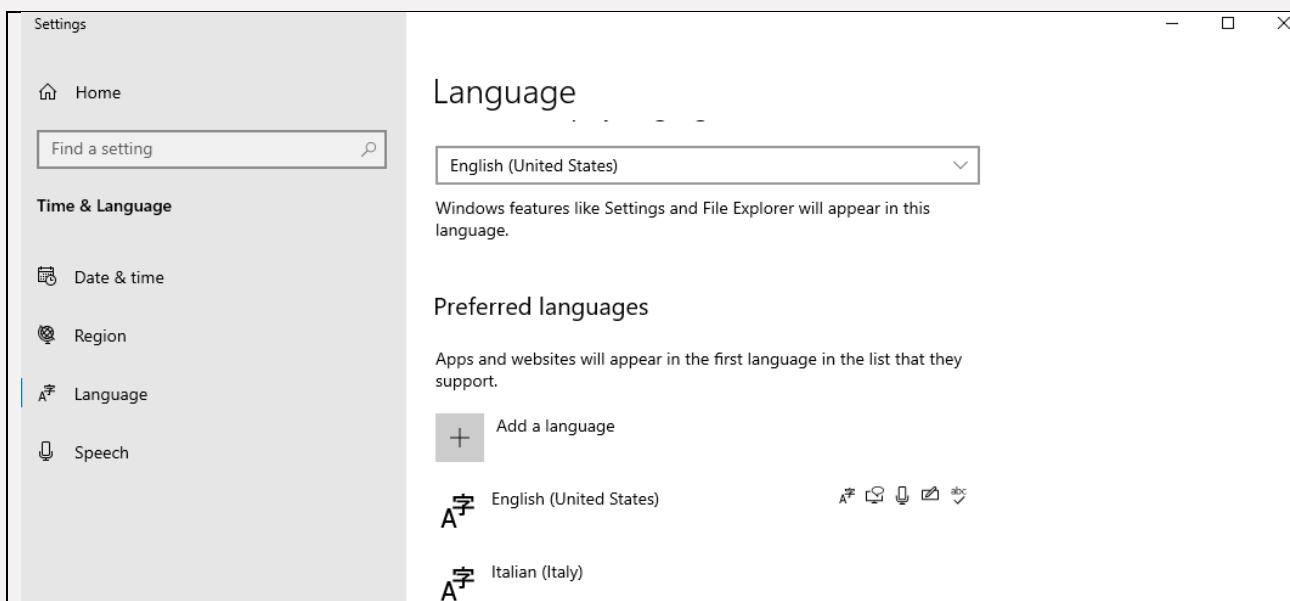 Settings
Home
Find a setting
Time & Language
Date & time
Region
Language
Speech
Language
English (United States)
Windows features like Settings and File Explorer will appear in this
language.
Preferred languages
Apps and websites will appear in the first language in the list that they
support.
Add a language
English (United States)
Italian (Italy)